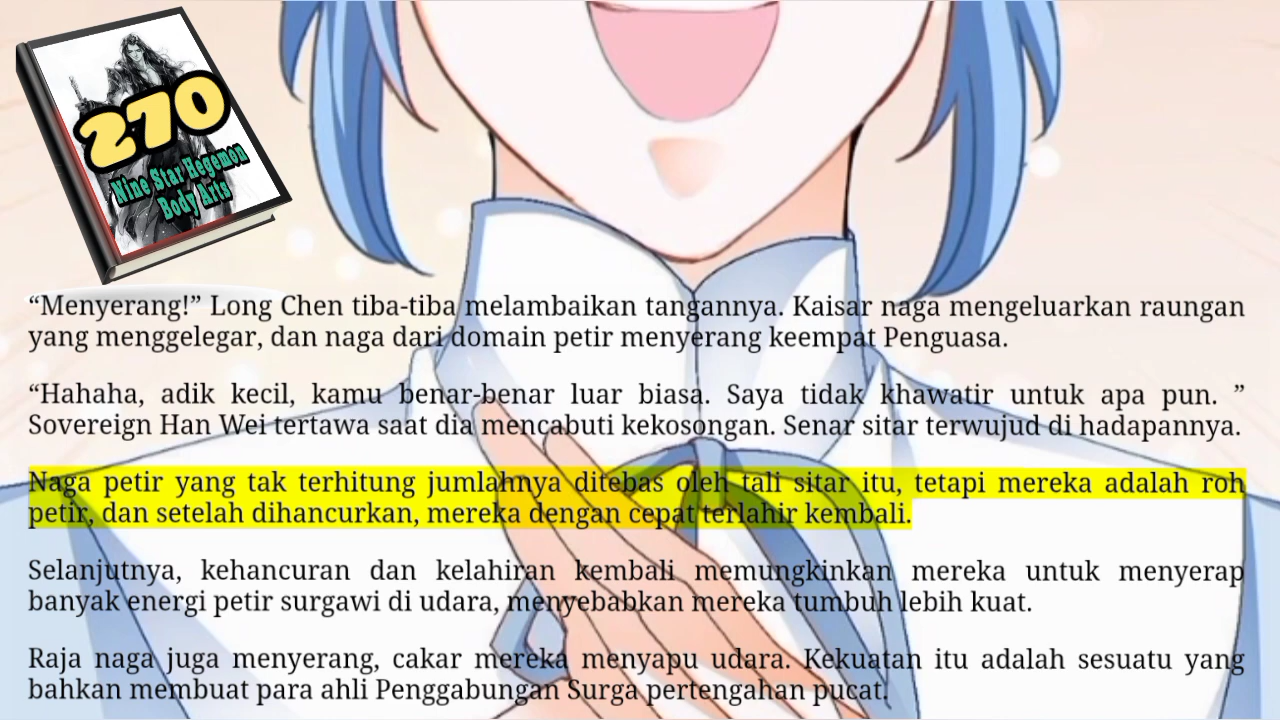 270
Nine Star Hegemon
Body Arts
“Menyerang!” Long Chen tiba-tiba melambaikan tangannya. Kaisar naga mengeluarkan raungan
yang menggelegar, dan naga dari domain petir menyerang keempat Penguasa.
“Hahaha, adik kecil, kamu benar-benar luar biasa. Saya tidak khawatir untuk apa pun. ”
Sovereign Han Wei tertawa saat dia mencabuti kekosongan. Senar sitar terwujud di hadapannya.
Naga petir yang tak terhitung jumlahnya ditebas oleh tali sitar itu, tetapi mereka adalah roh
petir, dan setelah dihancurkan, mereka dengan cepat terlahir kembali.
Selanjutnya, kehancuran dan kelahiran kembali memungkinkan mereka untuk menyerap
banyak energi petir surgawi di udara, menyebabkan mereka tumbuh lebih kuat.
Raja naga juga menyerang, cakar mereka menyapu udara. Kekuatan itu adalah sesuatu yang
bahkan membuat para ahli Penggabungan Surga pertengahan pucat.